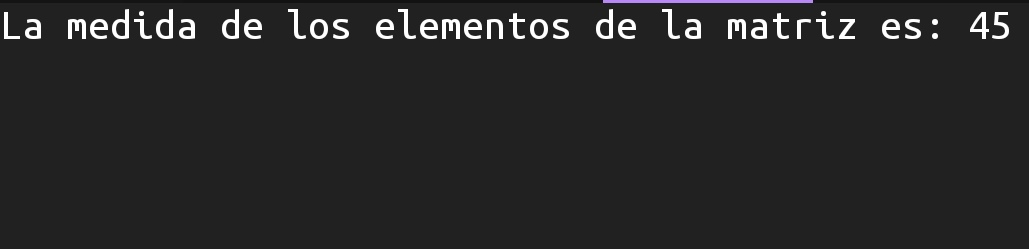 La medida de los elementos de la matriz es: 45